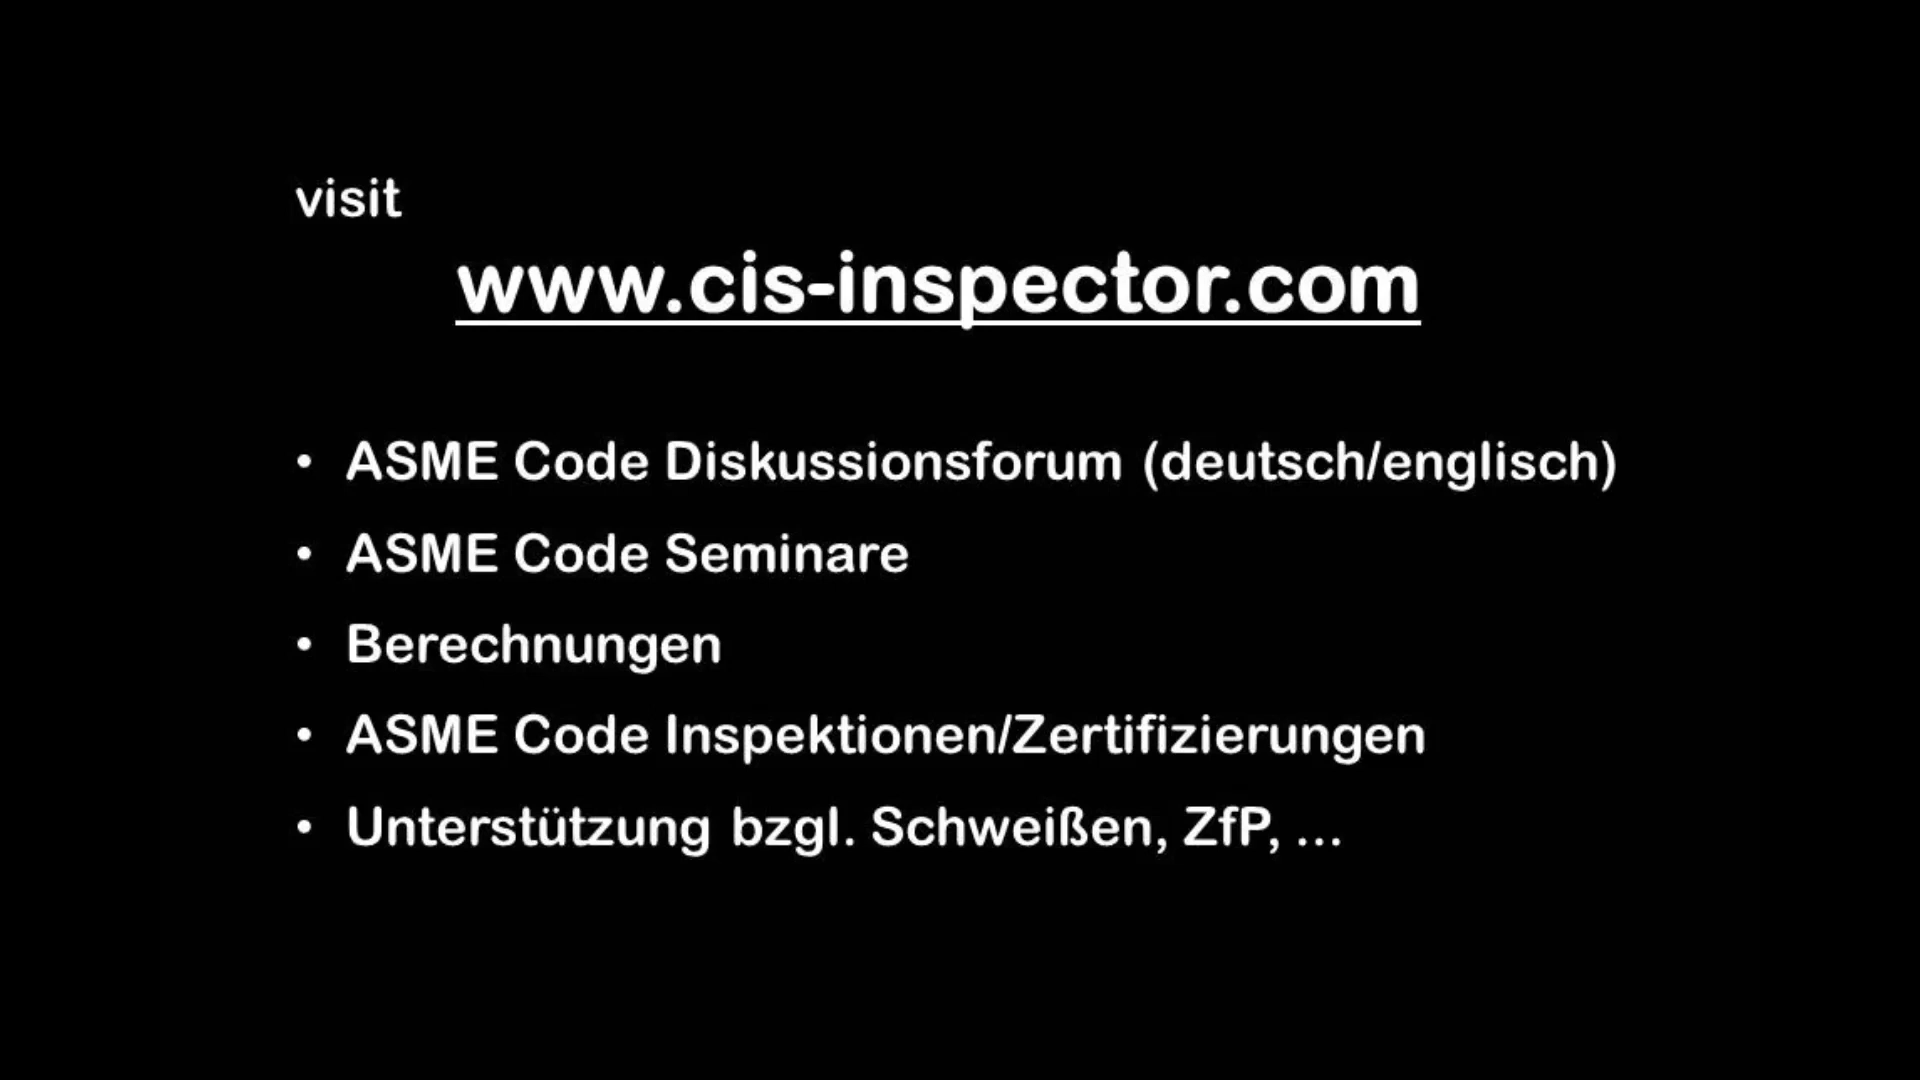 visit
www.cis-inspector.com
• ASME Code Diskussionsforum (deutsch/englisch)
• ASME Code Seminare
• Berechnungen
• ASME Code Inspektionen/Zertifizierungen
• Unterstützung bzgl. Schweißen, ZfP, ...